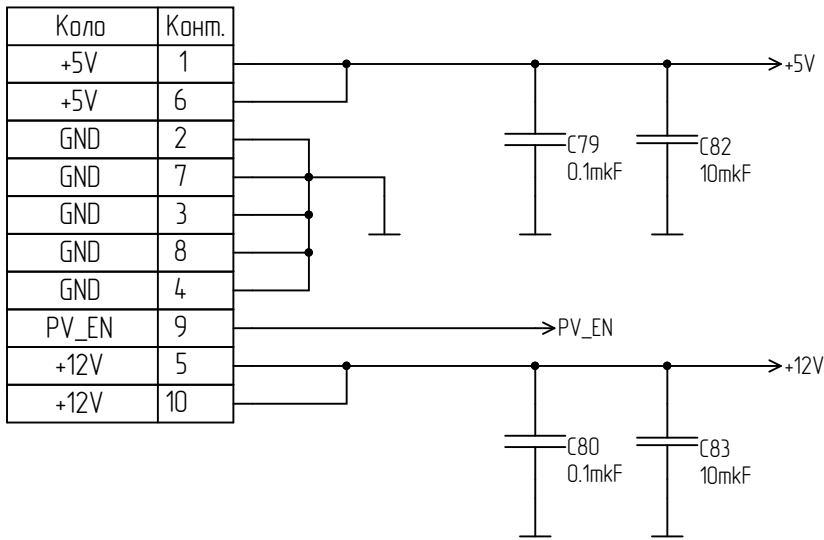 Коло Конт.
+5V 1
+5V 6
GND 2
GND 7
GND 3
GND 8
GND 4
PV_EN 9
+12V 5
+12V 10
+5V
C79
0.1mkF
C82
10mkF
PV_EN
+12V
C80
0.1mkF
C83
10mkF